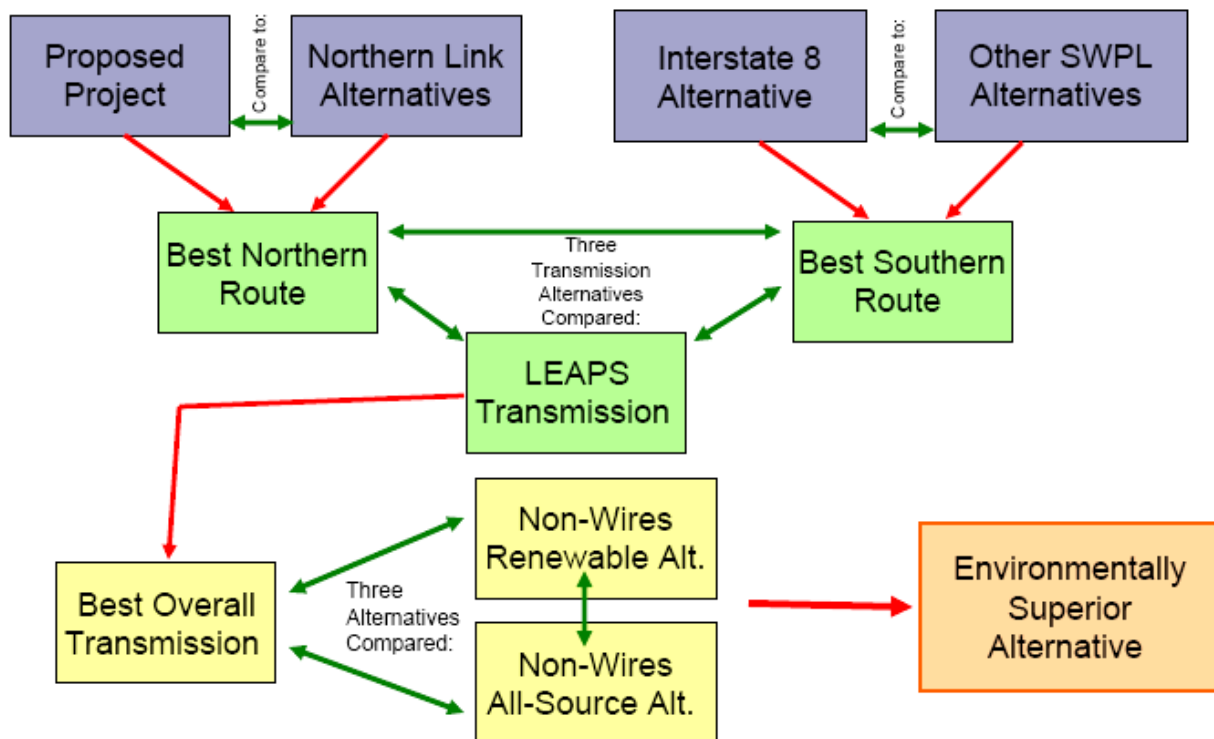 Proposed
Project
Compare to:
Northern Link
Alternatives
Interstate 8
Alternative
Compare to:
Other SWPL
Alternatives
Best Northern
Route
Three
Transmission
Alternatives
Compared:
Best Southern
Route
LEAPS
Transmission
Best Overall
Transmission
Three
Alternatives
Compared:
Non-Wires
Renewable Alt.
Non-Wires
All-Source Alt.
Environmentally
Superior
Alternative